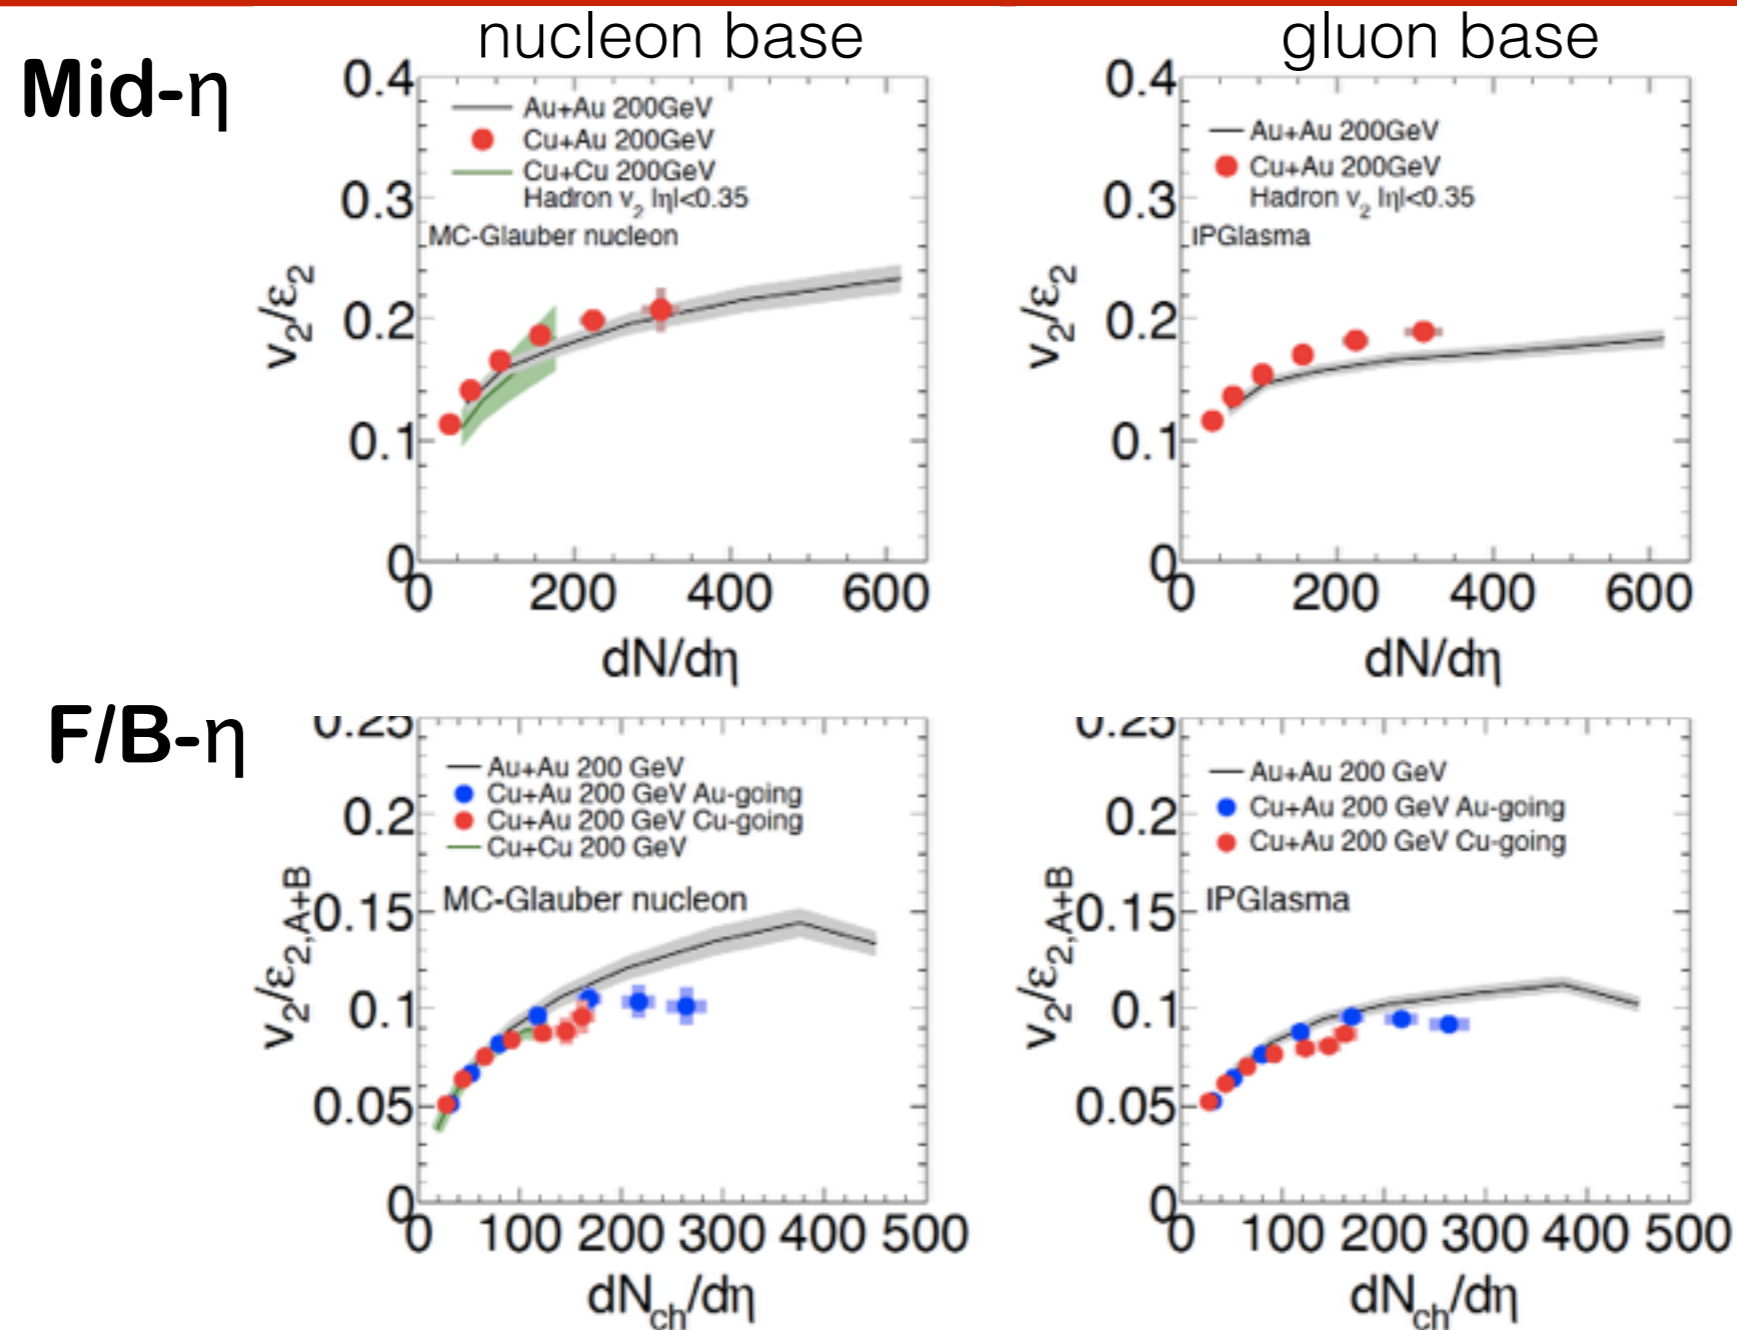 nucleon base
gluon base
Mid-η
0.4
0.3
0.2
0.1
0
v2/ε2
Au+Au 200GeV
Cu+Au 200GeV
Cu+Cu 200GeV
Hadron v2 |η|<0.35
MC-Glauber nucleon
0 200 400 600
dN/dη
0.4
0.3
0.2
0.1
0
v2/ε2
Au+Au 200GeV
Cu+Au 200GeV
Hadron v2 |η|<0.35
IPGlasma
0 200 400 600
dN/dη
F/B-η
0.25
0.2
0.15
0.1
0.05
0
v2/ε2,A+B
Au+Au 200 GeV
Cu+Au 200 GeV Au-going
Cu+Au 200 GeV Cu-going
Cu+Cu 200 GeV
MC-Glauber nucleon
0 100 200 300 400 500
dNch/dη
0.25
0.2
0.15
0.1
0.05
0
v2/ε2,A+B
Au+Au 200 GeV
Cu+Au 200 GeV Au-going
Cu+Au 200 GeV Cu-going
IPGlasma
0 100 200 300 400 500
dNch/dη